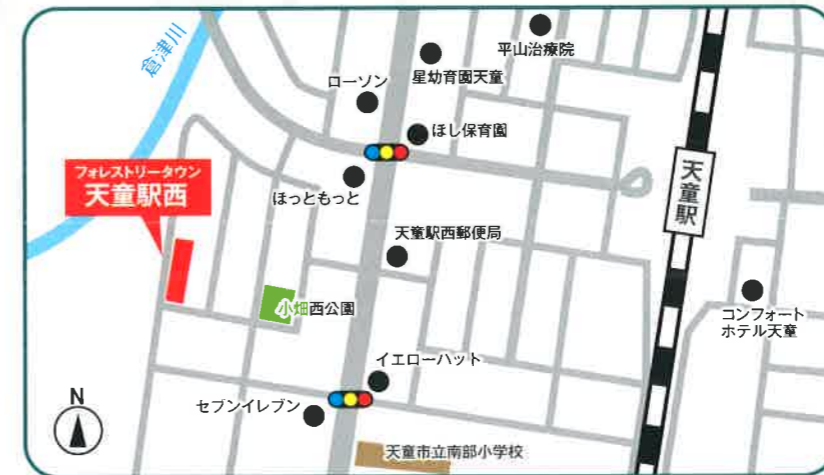 倉津川
平山治療院
星幼育園天童
ローソン
ほし保育園
フォレストリータウン
天童駅西
ほっともっと
天童駅
天童駅西郵便局
小畑西公園
コンフォート
ホテル天童
イエローハット
セブンイレブン
N
天童市立南部小学校